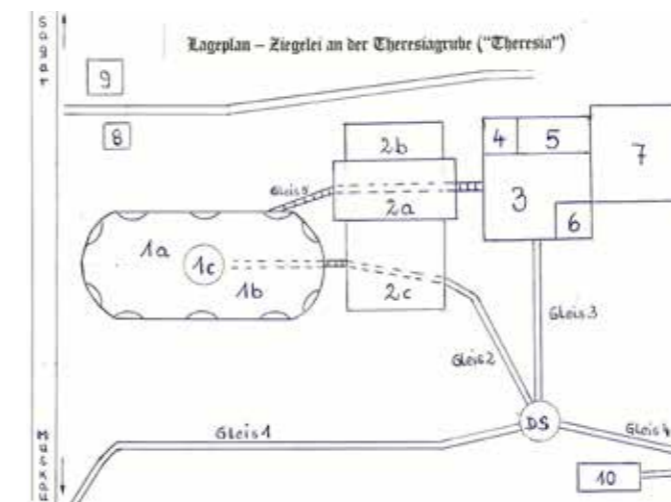 Sagar
Lageplan – Ziegelei an der Theresiagrube ("Theresia")
9
8
2b
4
5
7
3
Gleis 5
2a
6
1a
1c
1b
2c
Gleis 3
Gleis 2
Gleis 1
DS
Gleis 4
Muskau
10